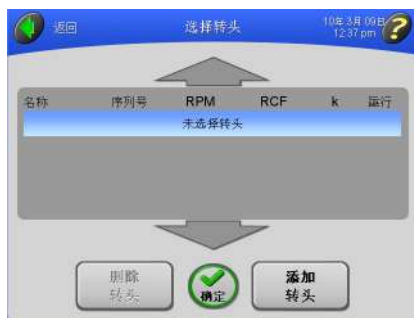 返回 选择转头 10年 3月 09日
12:37 pm
名称 序列号 RPM RCF k 运行
未选择转头
删除
转头
确定
添加
转头